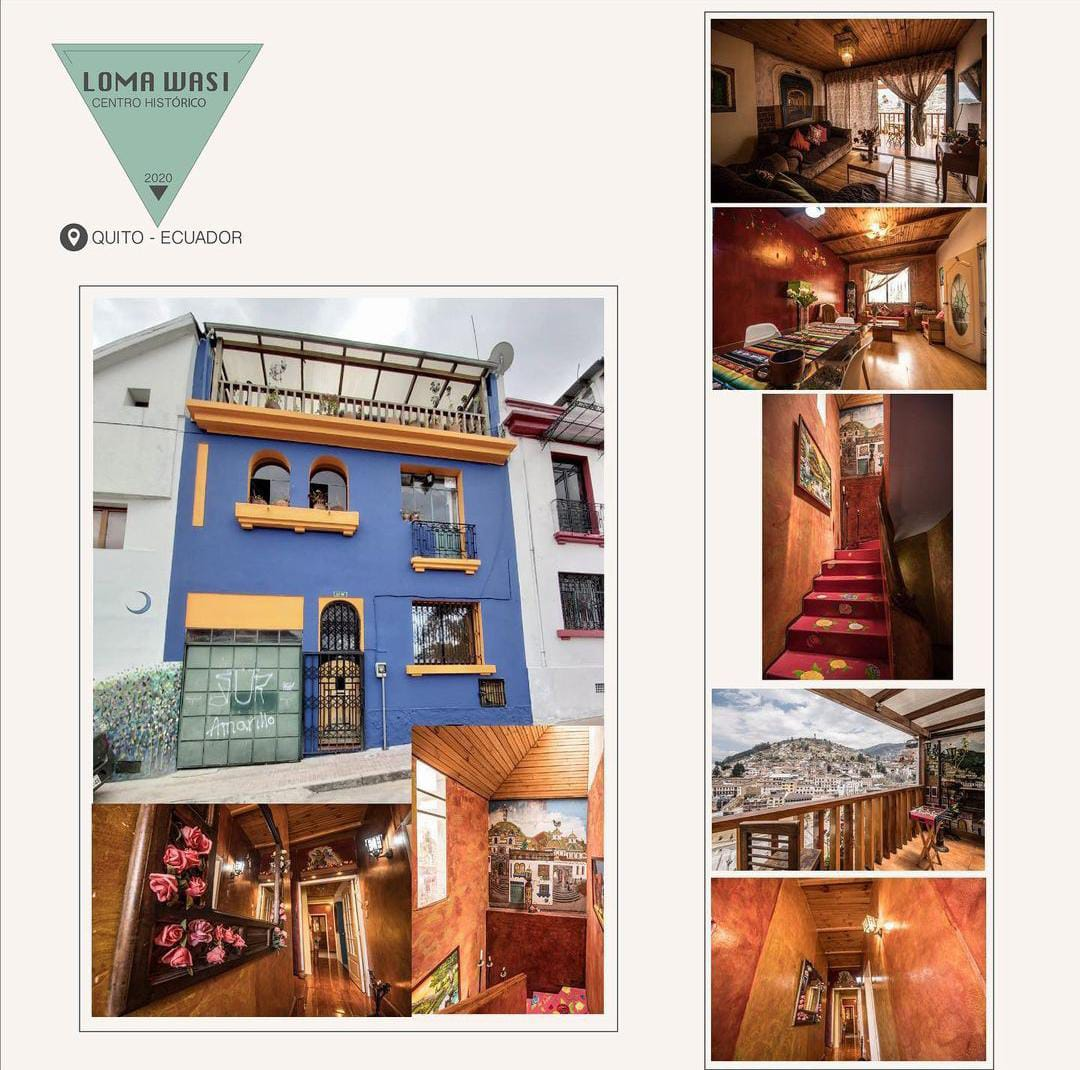 LOMA WASI
CENTRO HISTÓRICO
2020
QUITO - ECUADOR
SUR
Amarillo